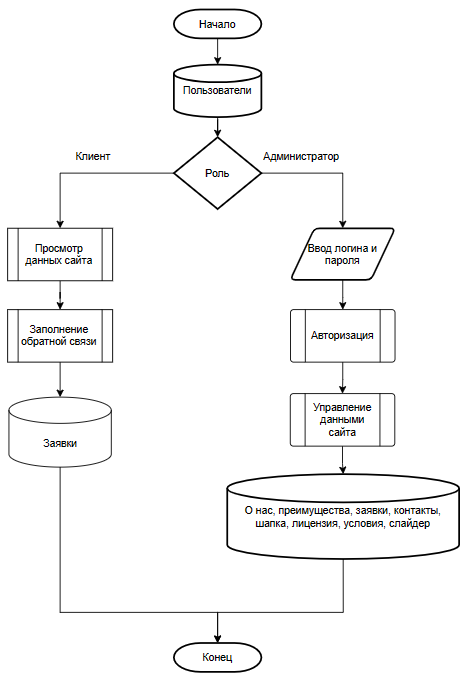 Начало
Пользователи
Клиент
Администратор
Роль
Просмотр
данных сайта
Ввод логина и
пароля
Заполнение
обратной связи
Авторизация
Управление
данными
сайта
Заявки
О нас, преимущества, заявки, контакты,
шапка, лицензия, условия, слайдер
Конец